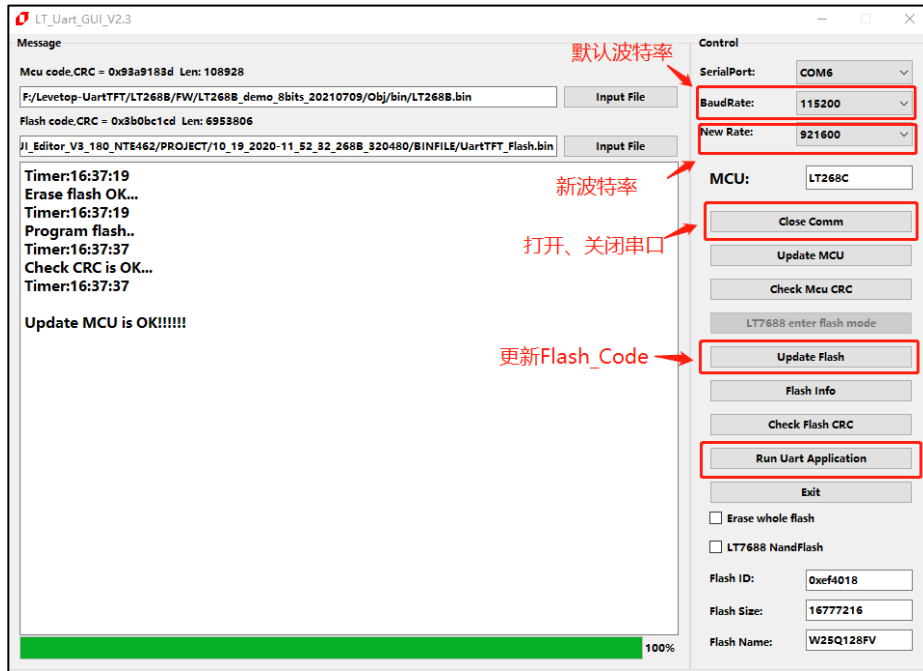 LT_Uart_GUI_V2.3
Message
Mcu code,CRC = 0x93a9183d Len: 108928
F:/Levetop-UartTFT/LT268B/FW/LT268B_demo_8bits_20210709/Obj/bin/LT268B.bin
Input File
Flash code,CRC = 0x3b0bc1cd Len: 6953806
JI_Editor_V3_180_NTE462/PROJECT/10_19_2020-11_52_32_268B_320480/BINFILE/UartTFT_Flash.bin
Input File
Timer:16:37:19
Erase flash OK...
Timer:16:37:19
Program flash..
Timer:16:37:37
Check CRC is OK...
Timer:16:37:37
Update MCU is OK!!!!!!
100%
默认波特率
新波特率
打开、关闭串口
更新Flash_Code
Control
SerialPort:
COM6
BaudRate:
115200
New Rate:
921600
MCU:
LT268C
Close Comm
Update MCU
Check Mcu CRC
LT7688 enter flash mode
Update Flash
Flash Info
Check Flash CRC
Run Uart Application
Exit
Erase whole flash
LT7688 NandFlash
Flash ID:
0xef4018
Flash Size:
16777216
Flash Name:
W25Q128FV